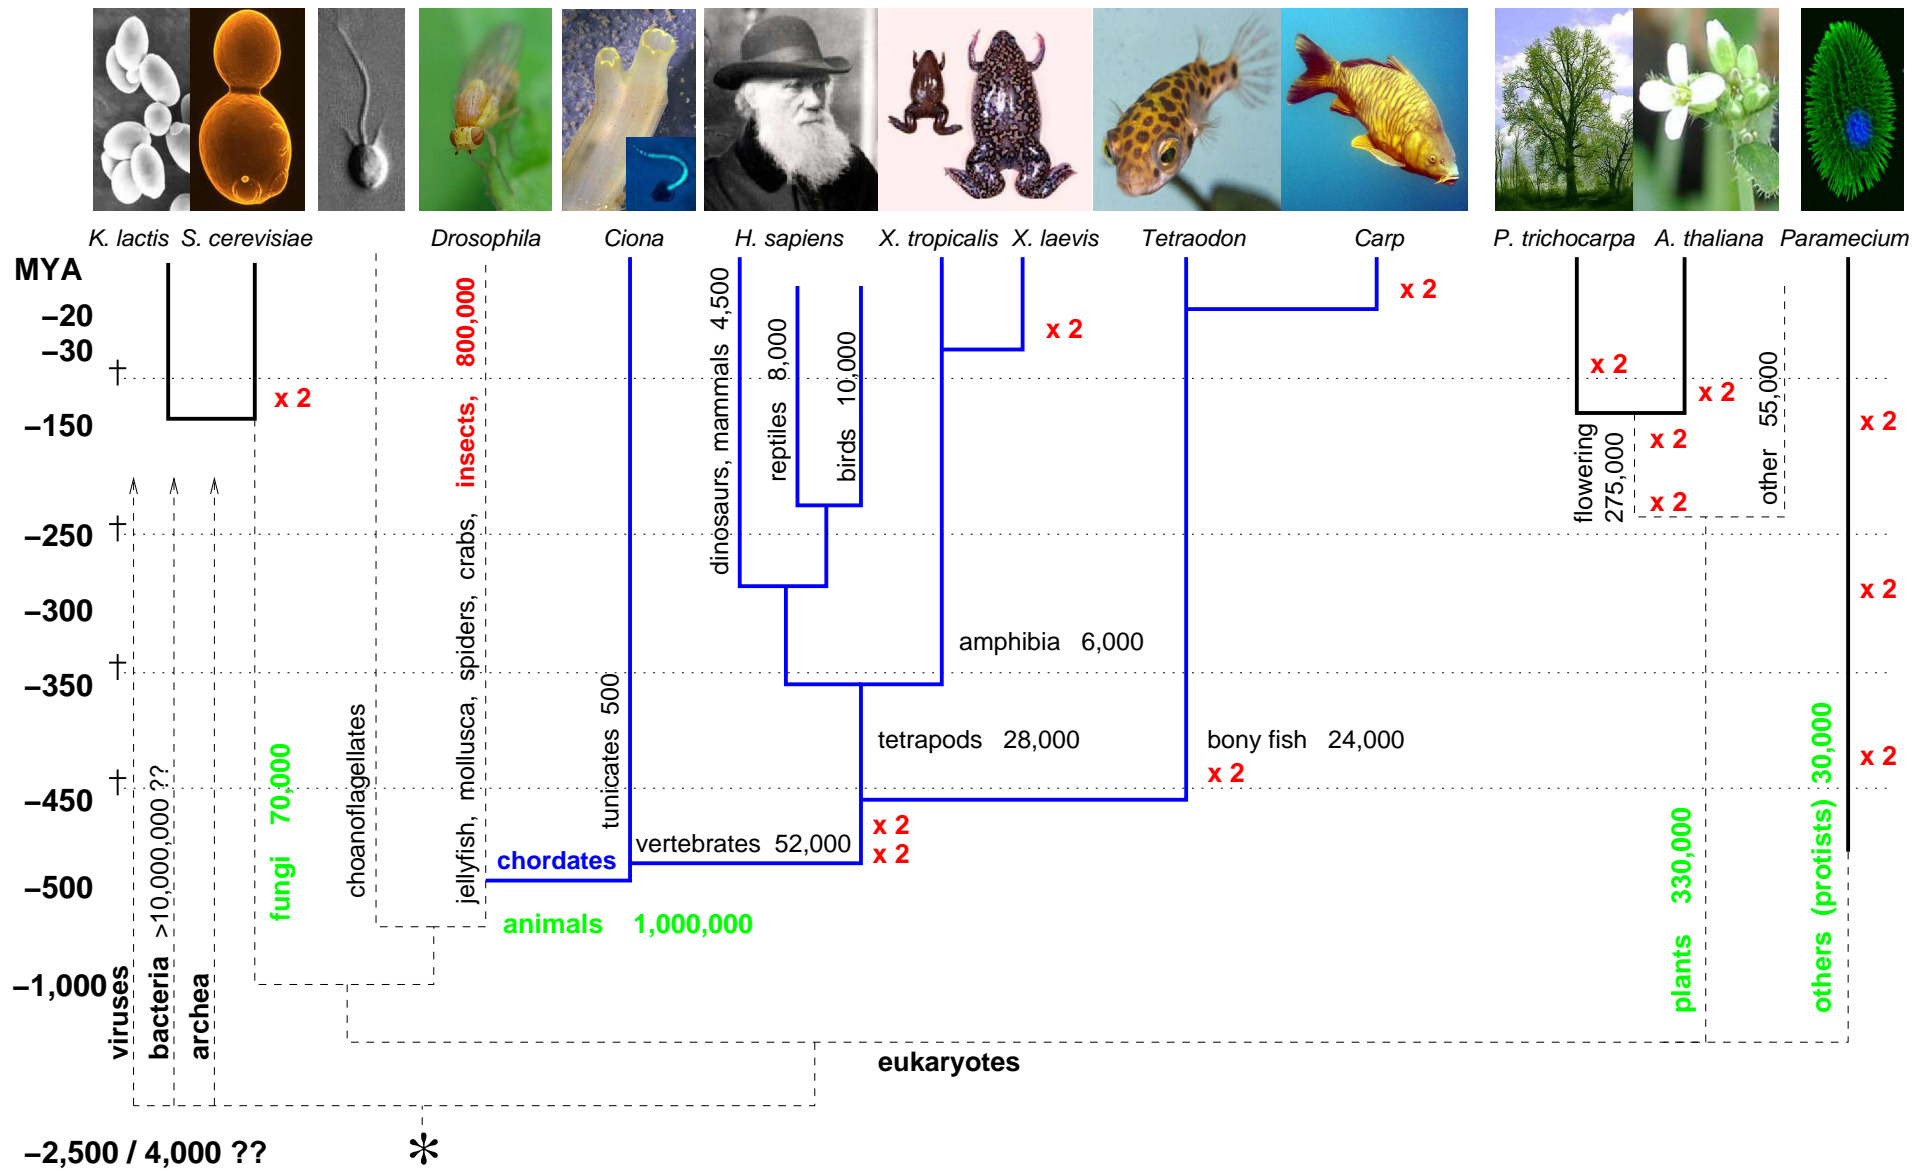 K. lactis S. cerevisiae Drosophila Ciona H. sapiens X. tropicalis X. laevis Tetraodon Carp P. trichocarpa A. thaliana Paramecium
MYA
−20
−30
†
−150
†
−250
−300
†
−350
†
−450
−500
−1,000
−2,500 / 4,000 ??
viruses
bacteria >10,000,000 ??
archea
x 2
fungi 70,000
choanoflagellates
jellyfish, mollusca, spiders, crabs, insects, 800,000
chordates
animals 1,000,000
tunicates 500
vertebrates 52,000
x 2
x 2
dinosaurs, mammals 4,500
reptiles 8,000
birds 10,000
x 2
amphibia 6,000
tetrapods 28,000
bony fish 24,000
x 2
x 2
x 2
x 2
flowering
275,000
x 2
x 2
other 55,000
plants 330,000
x 2
x 2
x 2
others (protists) 30,000
eukaryotes
*